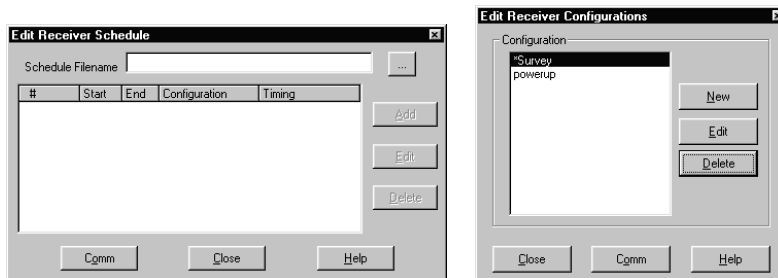 Edit Receiver Schedule
Schedule Filename
...
# Start End Configuration Timing
Add
Edit
Delete
Comm Close Help
Edit Receiver Configurations
Configuration
*Survey
powerup
New
Edit
Delete
Close Comm Help